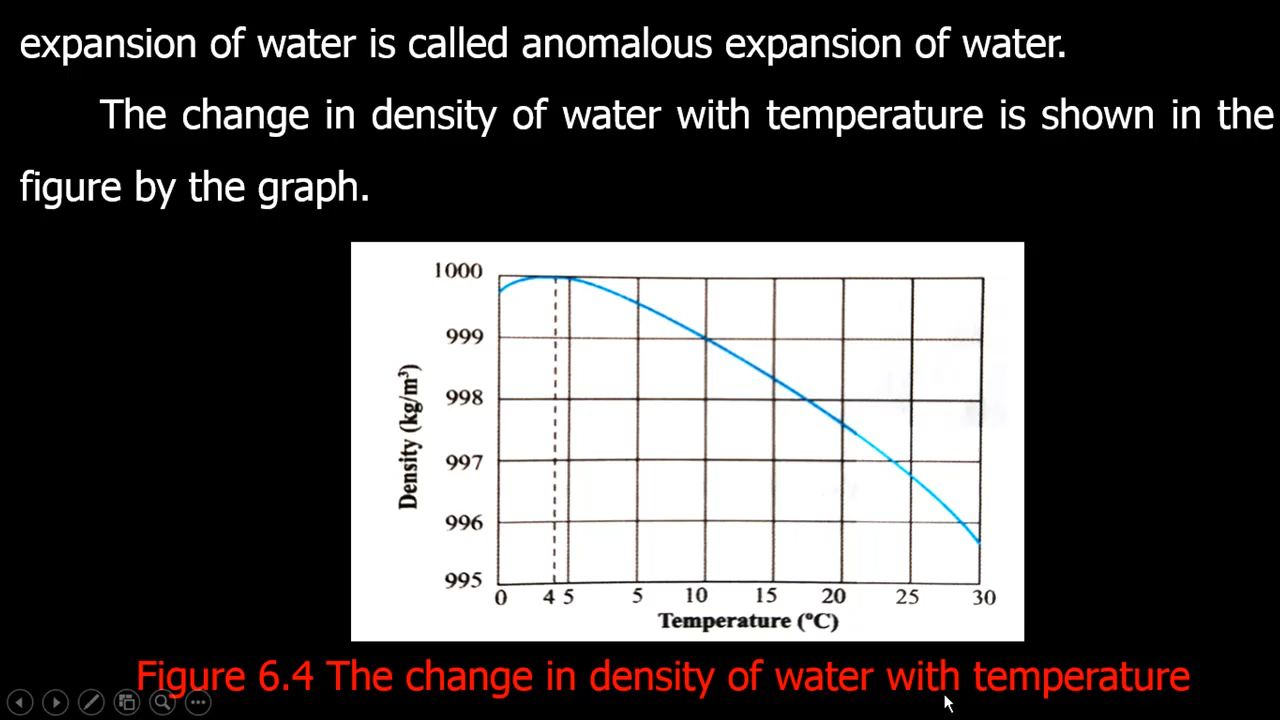 expansion of water is called anomalous expansion of water.
The change in density of water with temperature is shown in the
figure by the graph.
1000
999
998
997
996
995
Density (kg/m³)
0 4 5 5 10 15 20 25 30
Temperature (°C)
Figure 6.4 The change in density of water with temperature